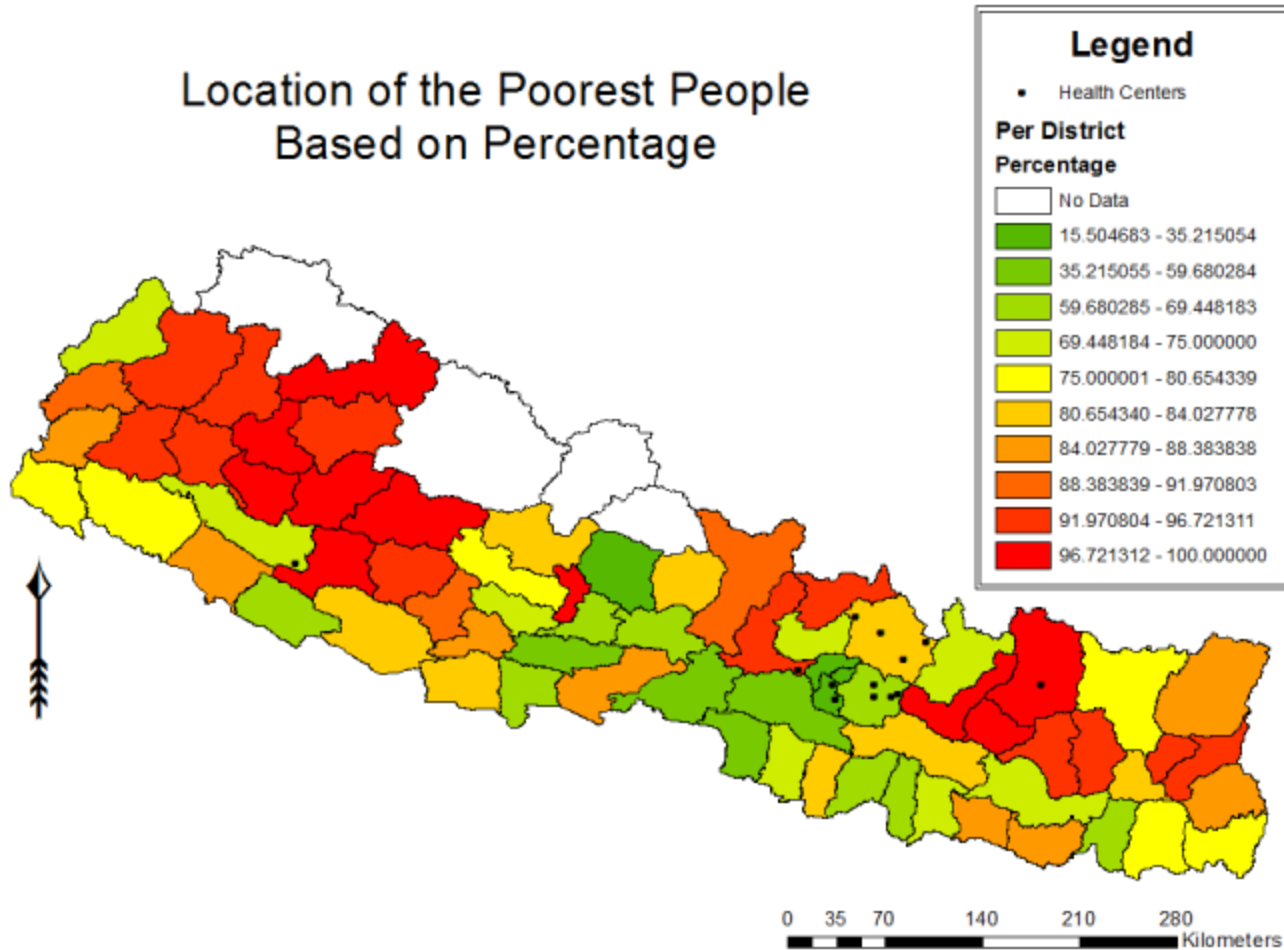 Location of the Poorest People
Based on Percentage
Legend
Health Centers
Per District
Percentage
No Data
15.504683 - 35.215054
35.215055 - 59.680284
59.680285 - 69.448183
69.448184 - 75.000000
75.000001 - 80.654339
80.654340 - 84.027778
84.027779 - 88.383838
88.383839 - 91.970803
91.970804 - 96.721311
96.721312 - 100.000000
0 35 70 140 210 280
Kilometers